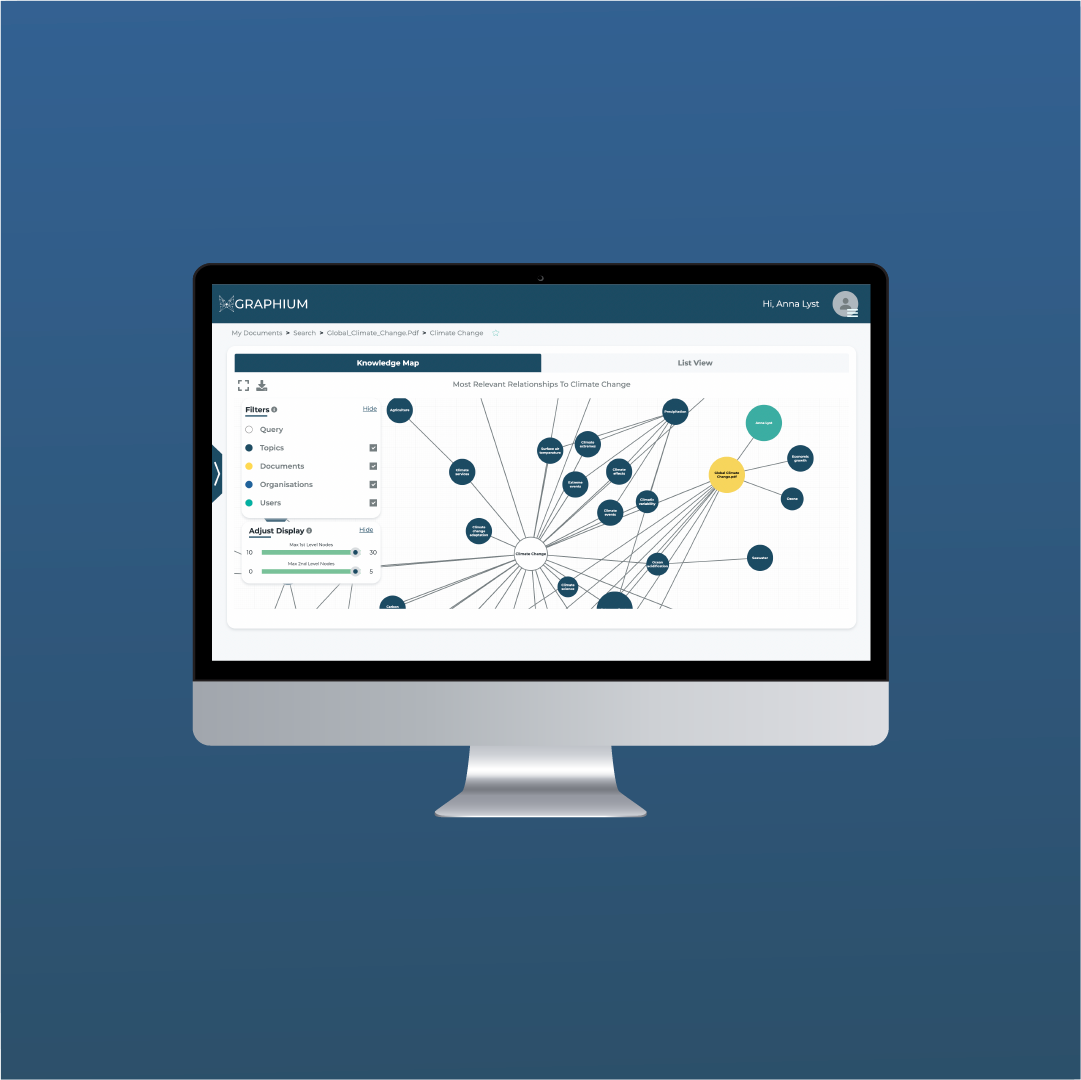 GRAPHIUM
Hi, Anna Lyst
My Documents > Search > Global_Climate_Change.Pdf > Climate Change
Knowledge Map
List View
Most Relevant Relationships To Climate Change
Filters
Hide
Query
Topics
Documents
Organisations
Users
Adjust Display
Hide
Max 1st Level Nodes
10
30
Max 2nd Level Nodes
0
5
Agriculture
Precipitation
Anna Lyst
Surface air
temperature
Climate
extremes
Economic
growth
Climate
services
Climate
effects
Global Climate
Change.pdf
Extreme
events
Climate
variability
Ozone
Climate
events
Climate
change
adaptation
Climate Change
Ocean
acidification
Seawater
Climate
science
Carbon